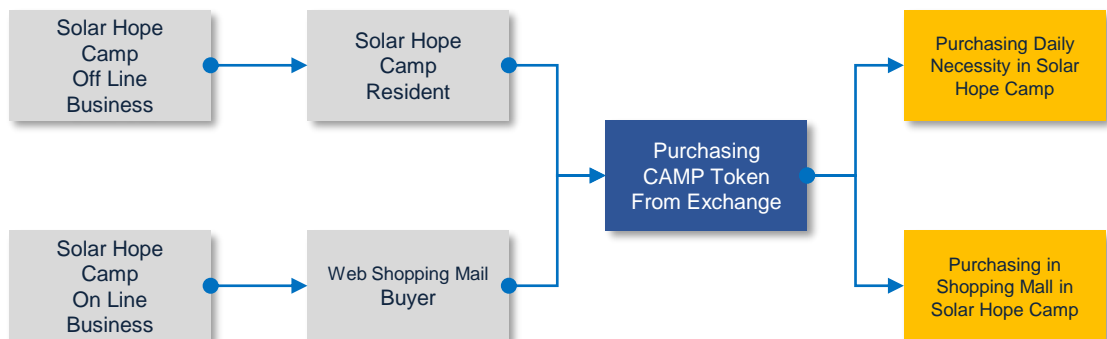 Solar Hope
Camp
Off Line
Business
Solar Hope
Camp
Resident
Purchasing Daily
Necessity in Solar
Hope Camp
Purchasing
CAMP Token
From Exchange
Solar Hope
Camp
On Line
Business
Web Shopping Mail
Buyer
Purchasing in
Shopping Mall in
Solar Hope Camp